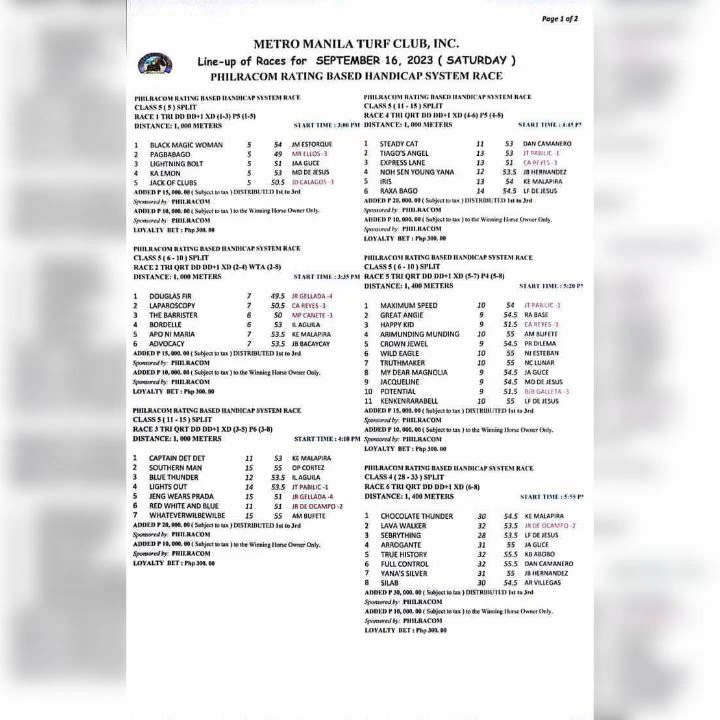 Page 1 of 2
METRO MANILA TURF CLUB, INC.
Line-up of Races for SEPTEMBER 16, 2023 ( SATURDAY )
PHILRACOM RATING BASED HANDICAP SYSTEM RACE
PHILRACOM RATING BASED HANDICAP SYSTEM RACE
CLASS 5 ( 5 ) SPLIT
RACE 1 TRI DD DD+1 XD (1-3) P5 (1-5)
DISTANCE: 1, 000 METERS START TIME : 3:00 PM
1 BLACK MAGIC WOMAN 5 54 JM ESTORQUE
2 PAGBABAGO 5 49 MR ELLOS -3
3 LIGHTNING BOLT 5 51 JAA GUCE
4 KA EMON 5 53 MD DE JESUS
5 JACK OF CLUBS 5 50.5 JD CALAGOS -3
ADDED P 15, 000. 00 ( Subject to tax ) DISTRIBUTED 1st to 3rd
Sponsored by: PHILRACOM
ADDED P 10, 000. 00 ( Subject to tax ) to the Winning Horse Owner Only.
Sponsored by: PHILRACOM
LOYALTY BET : Php 300. 00
PHILRACOM RATING BASED HANDICAP SYSTEM RACE
CLASS 5 ( 6 - 10 ) SPLIT
RACE 2 TRI QRT DD DD+1 XD (2-4) WTA (2-8)
DISTANCE: 1, 000 METERS START TIME : 3:35 PM
1 DOUGLAS FIR 7 49.5 JR GELLADA -4
2 LAPAROSCOPY 7 50.5 CA REYES -3
3 THE BARRISTER 6 50 MP CANETE -3
4 BORDELLE 6 53 IL AGUILA
5 APO NI MARIA 7 53.5 KE MALAPIRA
6 ADVOCACY 7 53.5 JB BACAYCAY
ADDED P 15, 000. 00 ( Subject to tax ) DISTRIBUTED 1st to 3rd
Sponsored by: PHILRACOM
ADDED P 10, 000. 00 ( Subject to tax ) to the Winning Horse Owner Only.
Sponsored by: PHILRACOM
LOYALTY BET : Php 300. 00
PHILRACOM RATING BASED HANDICAP SYSTEM RACE
CLASS 5 ( 11 - 15 ) SPLIT
RACE 3 TRI QRT DD DD+1 XD (3-5) P6 (3-8)
DISTANCE: 1, 000 METERS START TIME : 4:10 PM
1 CAPTAIN DET DET 11 53 KE MALAPIRA
2 SOUTHERN MAN 15 55 OP CORTEZ
3 BLUE THUNDER 12 53.5 IL AGUILA
4 LIGHTS OUT 14 53.5 JT PABILIC -1
5 JENG WEARS PRADA 15 51 JR GELLADA -4
6 RED WHITE AND BLUE 11 51 JR DE OCAMPO -2
7 WHATEVERWILBEWILBE 15 55 AM BUFETE
ADDED P 20, 000. 00 ( Subject to tax ) DISTRIBUTED 1st to 3rd
Sponsored by: PHILRACOM
ADDED P 10, 000. 00 ( Subject to tax ) to the Winning Horse Owner Only.
Sponsored by: PHILRACOM
LOYALTY BET : Php 300. 00
PHILRACOM RATING BASED HANDICAP SYSTEM RACE
CLASS 5 ( 11 - 15 ) SPLIT
RACE 4 TRI QRT DD DD+1 XD (4-6) P5 (4-8)
DISTANCE: 1, 000 METERS START TIME : 4:45 P?
1 STEADY CAT 11 53 DAN CAMANERO
2 TIAGO'S ANGEL 13 53 JT PABILIC -1
3 EXPRESS LANE 13 51 CA REYES -3
4 NOH SEN YOUNG YANA 12 53.5 JB HERNANDEZ
5 IRIS 13 54 KE MALAPIRA
6 RAXA BAGO 14 54.5 LF DE JESUS
ADDED P 20, 000. 00 ( Subject to tax ) DISTRIBUTED 1st to 3rd
Sponsored by: PHILRACOM
ADDED P 10, 000. 00 ( Subject to tax ) to the Winning Horse Owner Only.
Sponsored by: PHILRACOM
LOYALTY BET : Php 300. 00
PHILRACOM RATING BASED HANDICAP SYSTEM RACE
CLASS 5 ( 6 - 10 ) SPLIT
RACE 5 TRI QRT DD DD+1 XD (5-7) P4 (5-8)
DISTANCE: 1, 400 METERS START TIME : 5:20 P?
1 MAXIMUM SPEED 10 54 JT PABILIC -1
2 GREAT ANGIE 9 54.5 RA BASE
3 HAPPY KID 9 51.5 CA REYES -3
4 ARIMUNDING MUNDING 10 55 AM BUFETE
5 CROWN JEWEL 9 54.5 PR DILEMA
6 WILD EAGLE 10 55 NJ ESTEBAN
7 TRUTHMAKER 10 55 NC LUNAR
8 MY DEAR MAGNOLIA 9 54.5 JA GUCE
9 JACQUELINE 9 54.5 MD DE JESUS
10 POTENTIAL 9 51.5 BJB GALLETA -3
11 KENKENRARABELL 10 55 LF DE JESUS
ADDED P 15, 000. 00 ( Subject to tax ) DISTRIBUTED 1st to 3rd
Sponsored by: PHILRACOM
ADDED P 10, 000. 00 ( Subject to tax ) to the Winning Horse Owner Only.
Sponsored by: PHILRACOM
LOYALTY BET : Php 300. 00
PHILRACOM RATING BASED HANDICAP SYSTEM RACE
CLASS 4 ( 28 - 33 ) SPLIT
RACE 6 TRI QRT DD DD+1 XD (6-8)
DISTANCE: 1, 400 METERS START TIME : 5:55 P?
1 CHOCOLATE THUNDER 30 54.5 KE MALAPIRA
2 LAVA WALKER 32 53.5 JR DE OCAMPO -2
3 SEBRYTHING 28 53.5 LF DE JESUS
4 ARROGANTE 31 55 JA GUCE
5 TRUE HISTORY 32 55.5 KB ABOBO
6 FULL CONTROL 32 55.5 DAN CAMANERO
7 YANA'S SILVER 31 55 JB HERNANDEZ
8 SILAB 30 54.5 AR VILLEGAS
ADDED P 30, 000. 00 ( Subject to tax ) DISTRIBUTED 1st to 3rd
Sponsored by: PHILRACOM
ADDED P 10, 000. 00 ( Subject to tax ) to the Winning Horse Owner Only.
Sponsored by: PHILRACOM
LOYALTY BET : Php 300. 00